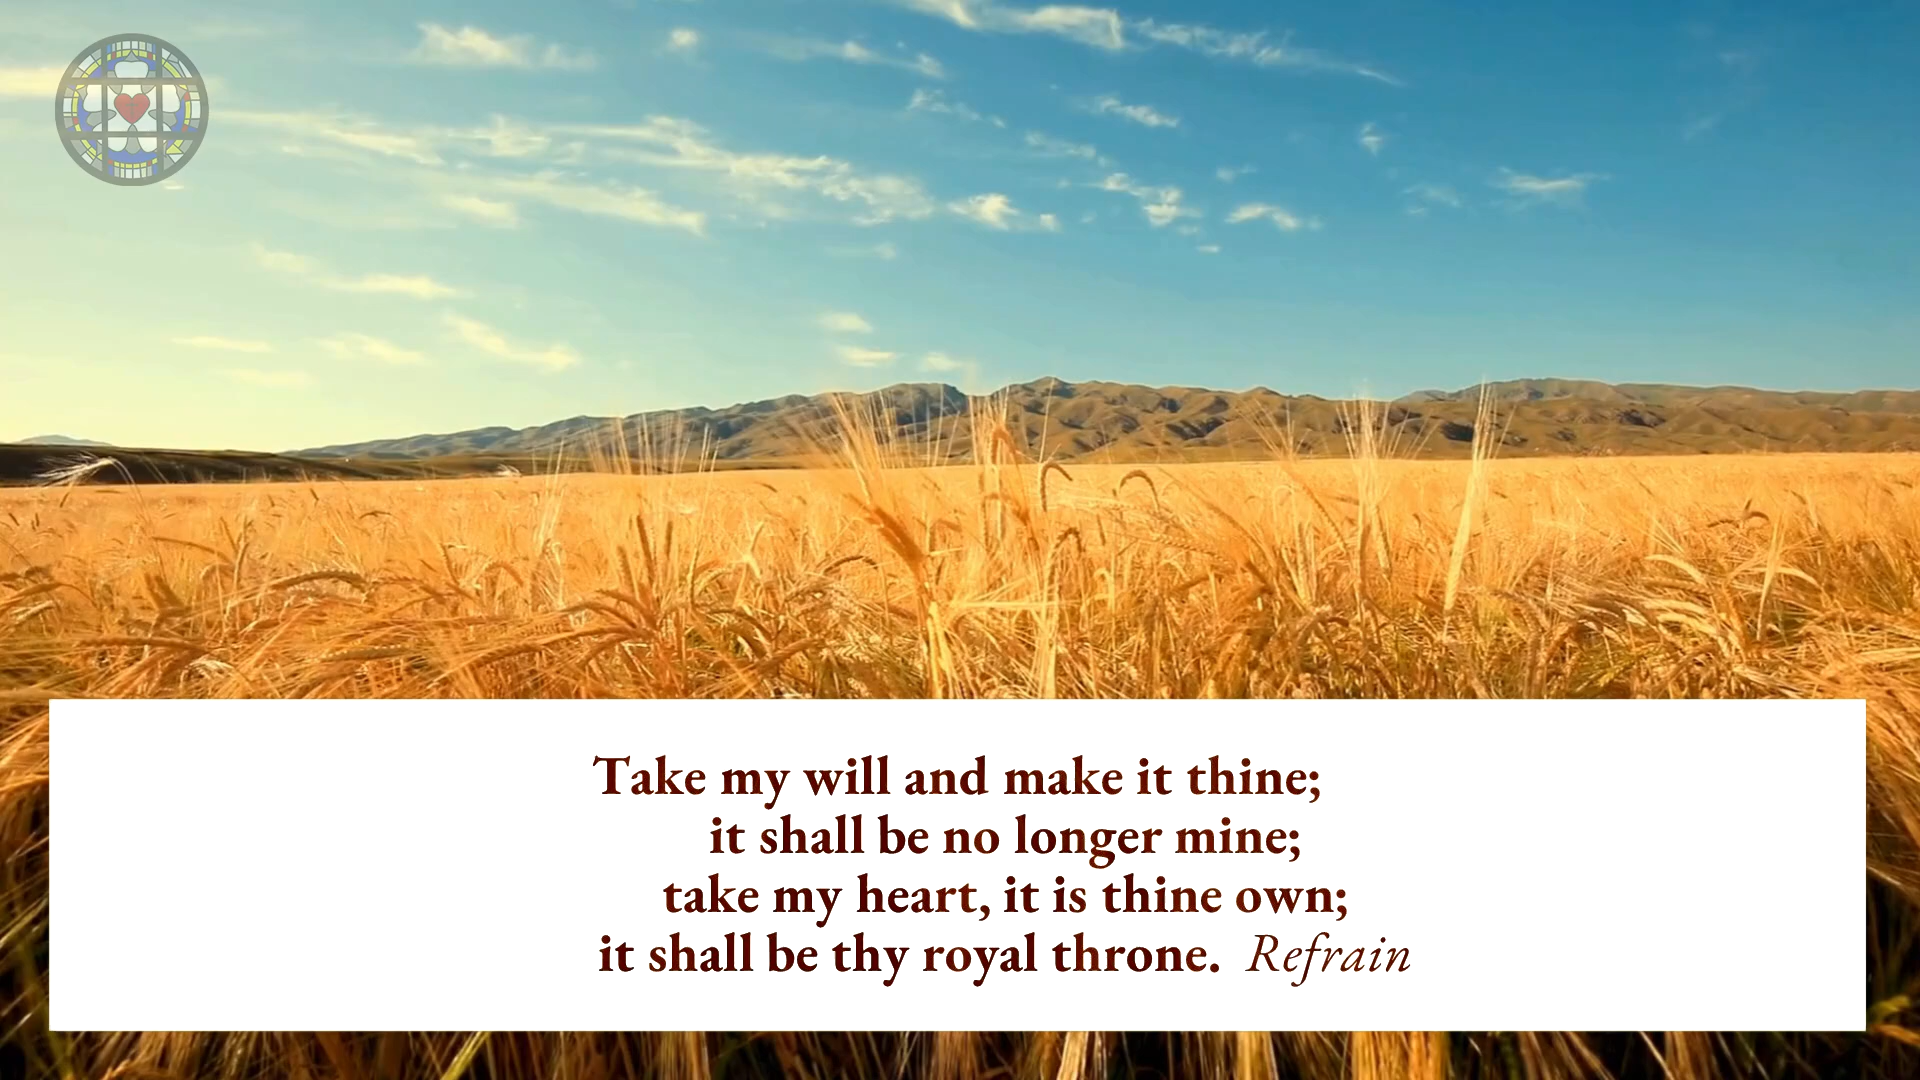 Take my will and make it thine;
it shall be no longer mine;
take my heart, it is thine own;
it shall be thy royal throne. Refrain